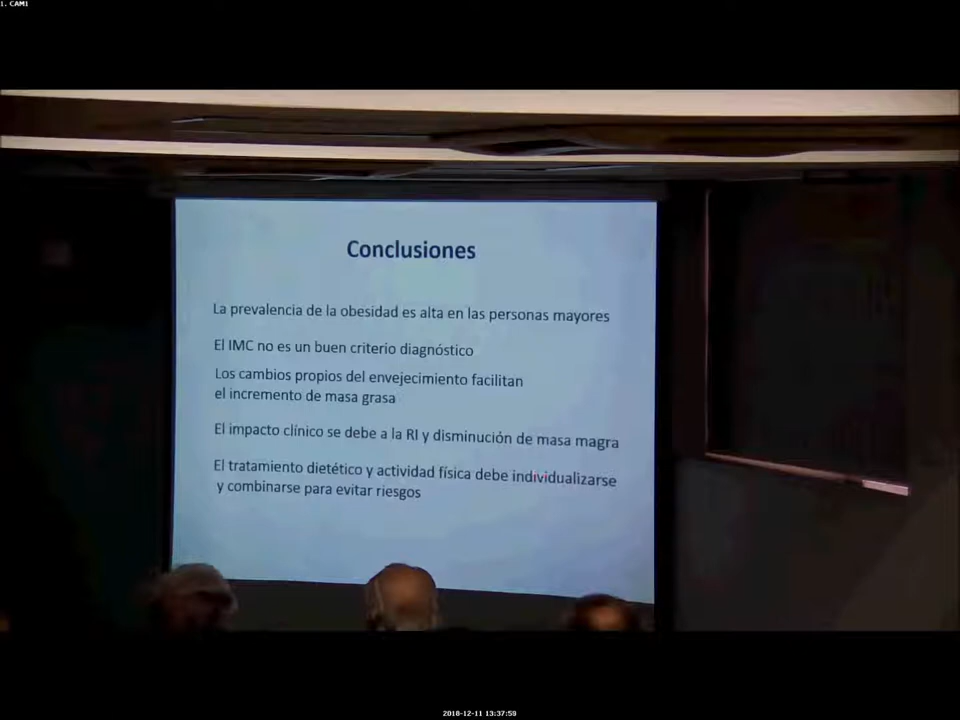 1. CAM1
Conclusiones
La prevalencia de la obesidad es alta en las personas mayores
El IMC no es un buen criterio diagnóstico
Los cambios propios del envejecimiento facilitan
el incremento de masa grasa
El impacto clínico se debe a la RI y disminución de masa magra
El tratamiento dietético y actividad física debe individualizarse
y combinarse para evitar riesgos
2018-12-11 13:37:59